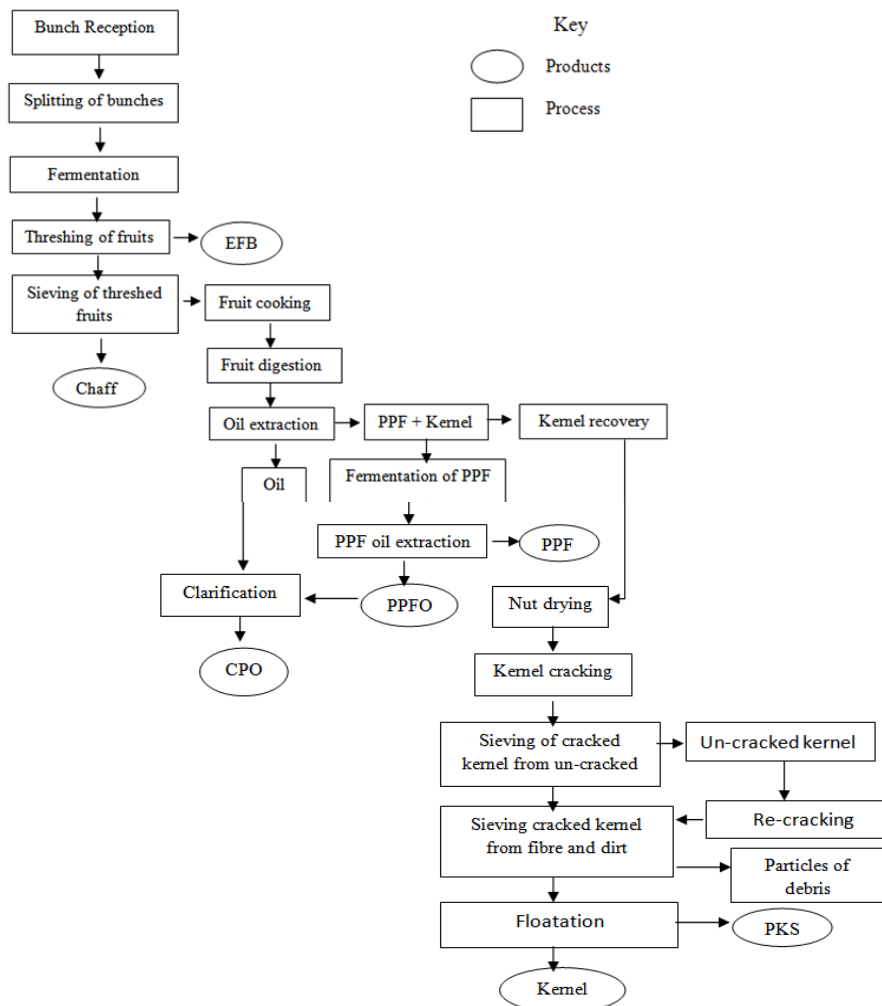 Bunch Reception
Key
Products
Process
Splitting of bunches
Fermentation
Threshing of fruits
EFB
Sieving of threshed
fruits
Fruit cooking
Chaff
Fruit digestion
Oil extraction
PPF + Kernel
Kernel recovery
Oil
Fermentation of PPF
PPF oil extraction
PPF
Clarification
PPFO
Nut drying
CPO
Kernel cracking
Sieving of cracked
kernel from un-cracked
Un-cracked kernel
Sieving cracked kernel
from fibre and dirt
Re-cracking
Particles of
debris
Floatation
PKS
Kernel